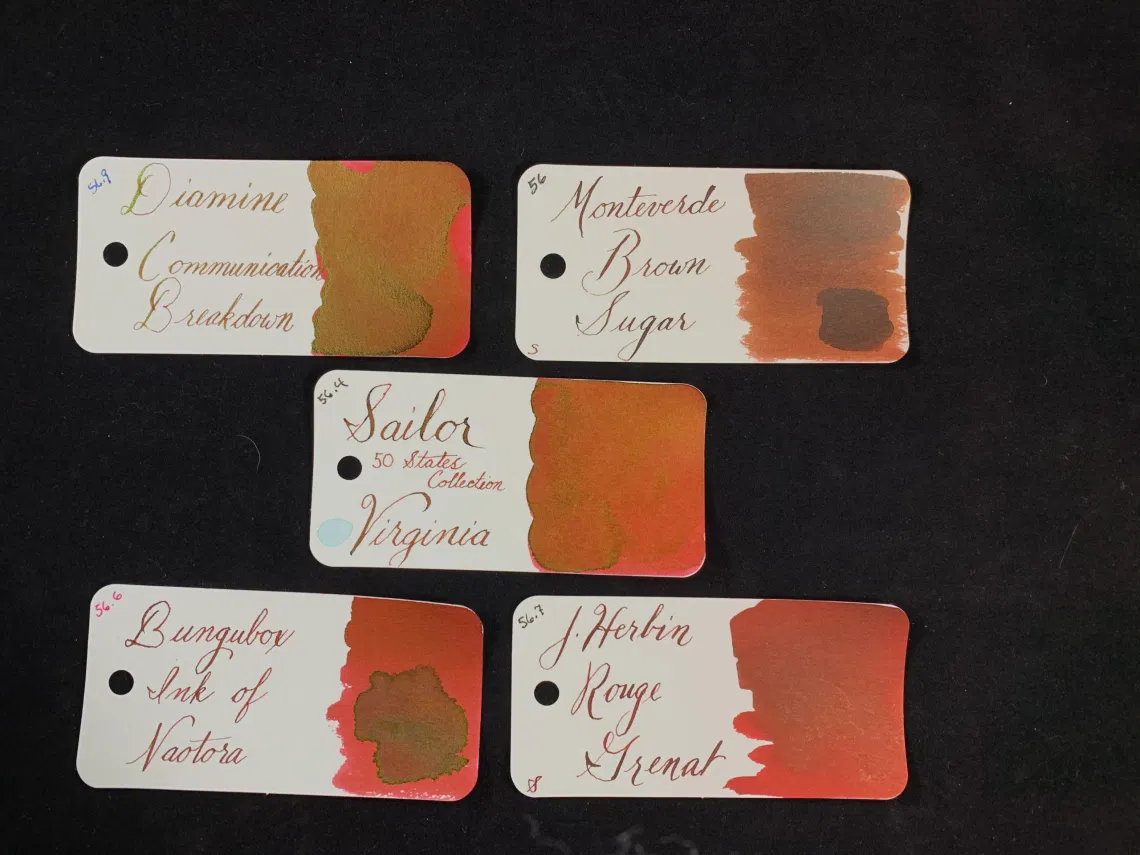 56.9
Diamine
Communication
Breakdown
56
Monteverde
Brown
Sugar
S
56.4
Sailor
50 States
Collection
Virginia
56.6
Bungubox
Ink of
Naotora
56.7
J. Herbin
Rouge
Grenat
S